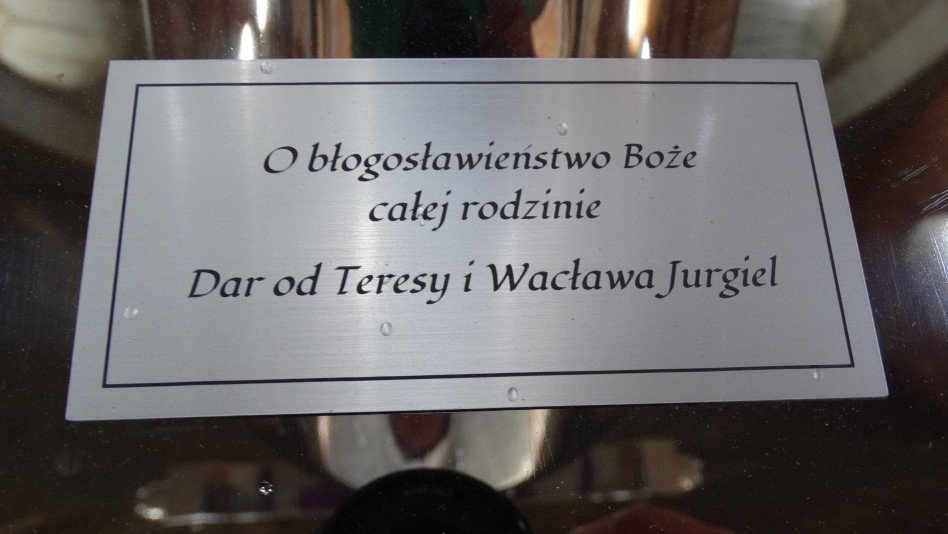 O błogosławieństwo Boże
całej rodzinie
Dar od Teresy i Wacława Jurgiel